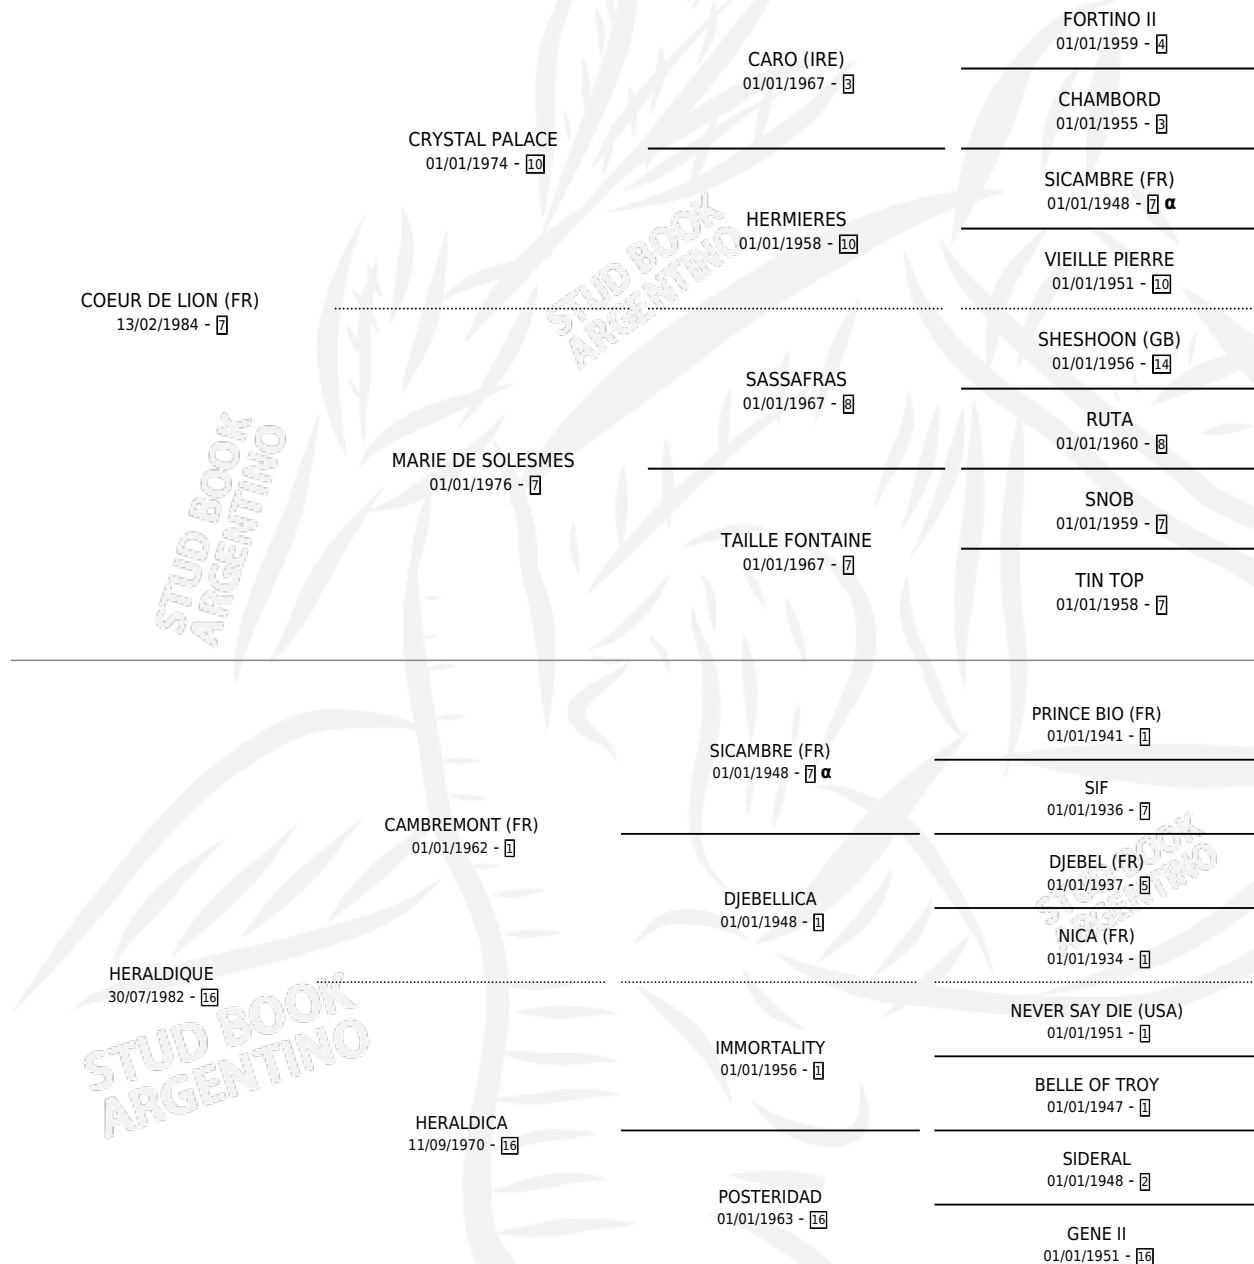 FORTINO II
01/01/1959 - 4
CARO (IRE)
01/01/1967 - 3
CHAMBORD
01/01/1955 - 3
CRYSTAL PALACE
01/01/1974 - 10
SICAMBRE (FR)
01/01/1948 - 7 α
HERMIERES
01/01/1958 - 10
VIEILLE PIERRE
01/01/1951 - 10
COEUR DE LION (FR)
13/02/1984 - 7
SHESHOON (GB)
01/01/1956 - 14
SASSAFRAS
01/01/1967 - 8
RUTA
01/01/1960 - 8
MARIE DE SOLESMES
01/01/1976 - 7
SNOB
01/01/1959 - 7
TAILLE FONTAINE
01/01/1967 - 7
TIN TOP
01/01/1958 - 7
PRINCE BIO (FR)
01/01/1941 - 1
SICAMBRE (FR)
01/01/1948 - 7 α
SIF
01/01/1936 - 7
CAMBREMONT (FR)
01/01/1962 - 1
DJEBEL (FR)
01/01/1937 - 5
DJEBELLICA
01/01/1948 - 1
NICA (FR)
01/01/1934 - 1
HERALDIQUE
30/07/1982 - 16
NEVER SAY DIE (USA)
01/01/1951 - 1
IMMORTALITY
01/01/1956 - 1
BELLE OF TROY
01/01/1947 - 1
HERALDICA
11/09/1970 - 16
SIDERAL
01/01/1948 - 2
POSTERIDAD
01/01/1963 - 16
GENE II
01/01/1951 - 16
STUD BOOK
ARGENTINO
STUD BOOK
ARGENTINO
STUD BOOK
ARGENTINO
STUD BOOK
ARGENTINO